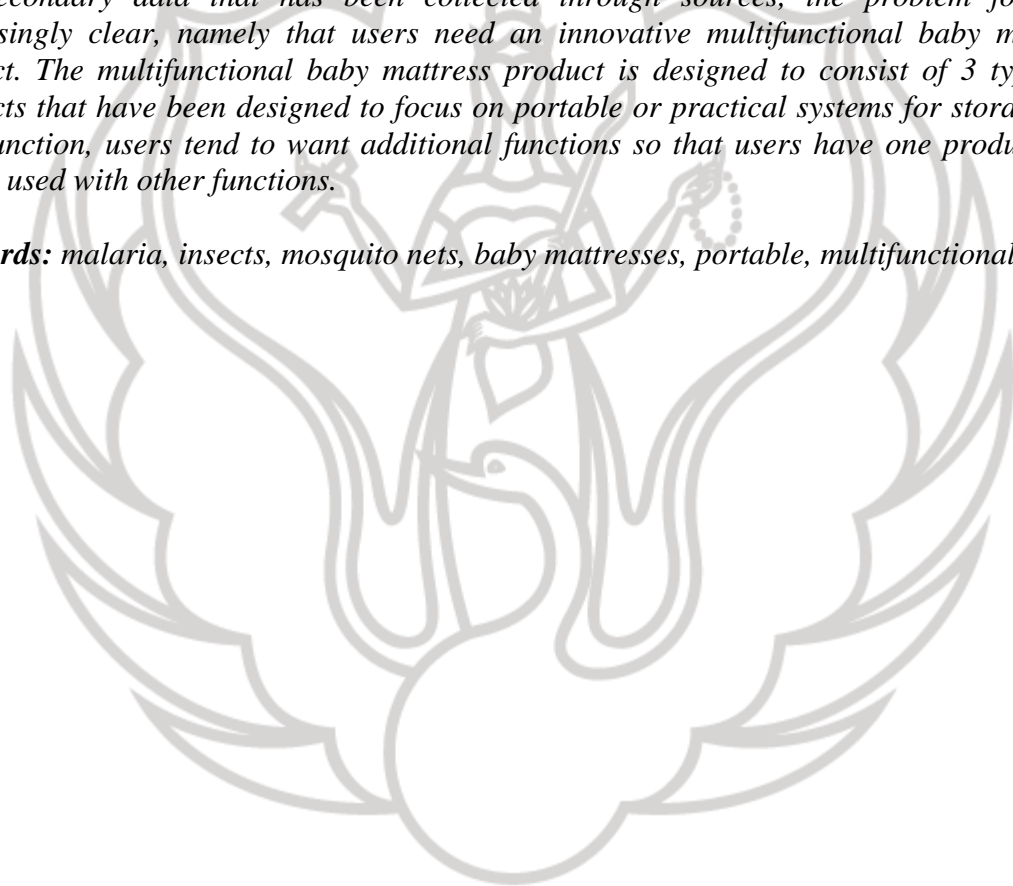 secondary data that has been collected through sources, the problem fo
singly clear, namely that users need an innovative multifunctional baby m
ct. The multifunctional baby mattress product is designed to consist of 3 ty
cts that have been designed to focus on portable or practical systems for stora
unction, users tend to want additional functions so that users have one produ
used with other functions.
rds: malaria, insects, mosquito nets, baby mattresses, portable, multifunctional